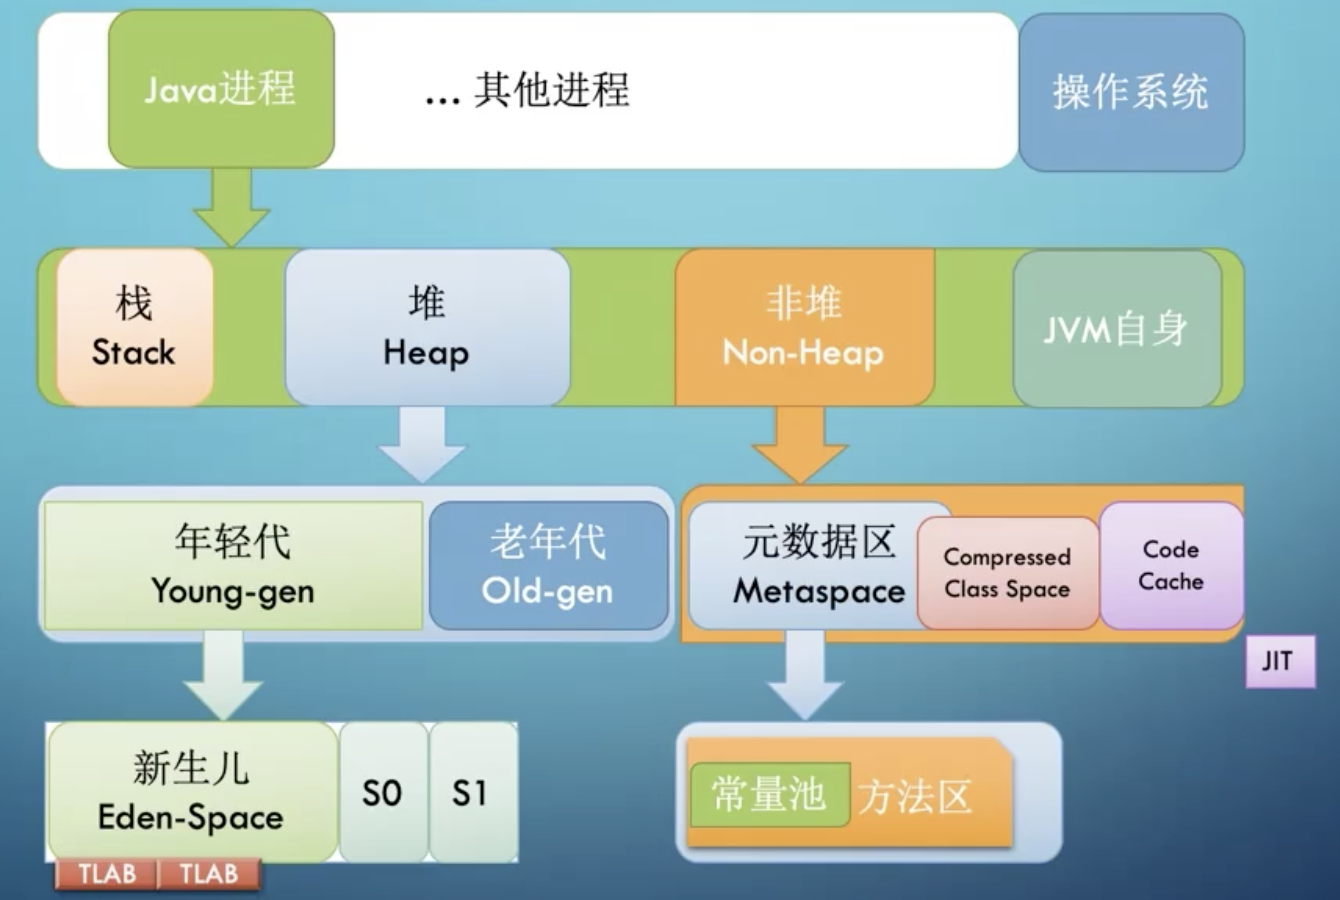 Java进程
... 其他进程
操作系统
栈
Stack
堆
Heap
非堆
Non-Heap
JVM自身
年轻代
Young-gen
老年代
Old-gen
元数据区
Metaspace
Compressed
Class Space
Code
Cache
JIT
新生儿
Eden-Space
S0
S1
常量池
方法区
TLAB
TLAB